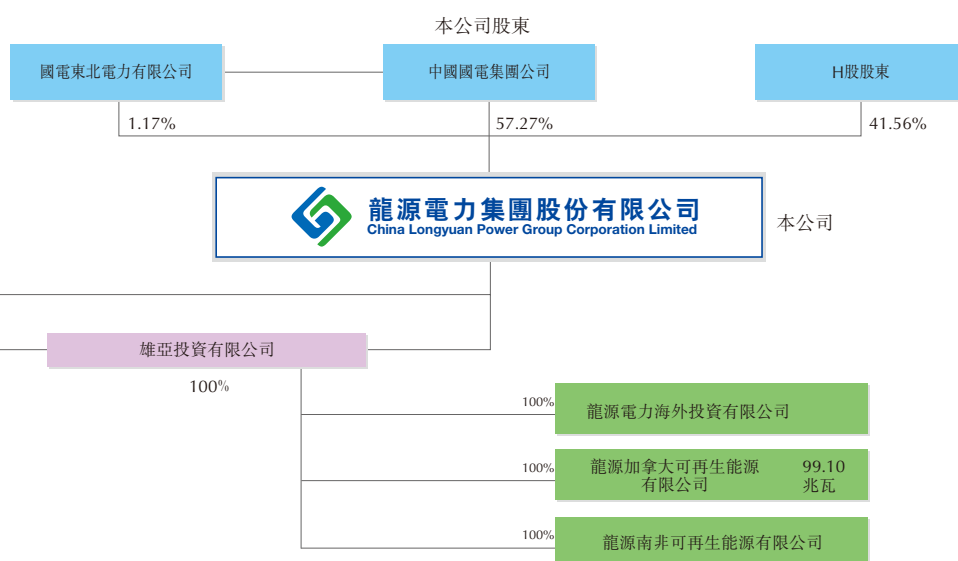 本公司股東
國電東北電力有限公司
中國國電集團公司
H股股東
1.17%
57.27%
41.56%
龍源電力集團股份有限公司
China Longyuan Power Group Corporation Limited
本公司
雄亞投資有限公司
100%
100%
龍源電力海外投資有限公司
100%
龍源加拿大可再生能源
有限公司
99.10
兆瓦
100%
龍源南非可再生能源有限公司